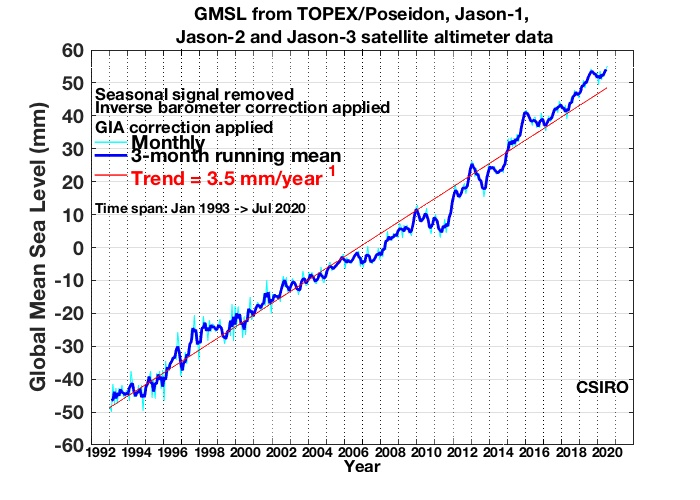 GMSL from TOPEX/Poseidon, Jason-1,
Jason-2 and Jason-3 satellite altimeter data
60
50
40
30
20
10
0
-10
-20
-30
-40
-50
-60
Global Mean Sea Level (mm)
Seasonal signal removed
Inverse barometer correction applied
GIA correction applied
Monthly
3-month running mean
Trend = 3.5 mm/year 1
Time span: Jan 1993 -> Jul 2020
CSIRO
1992 1994 1996 1998 2000 2002 2004 2006 2008 2010 2012 2014 2016 2018 2020
Year